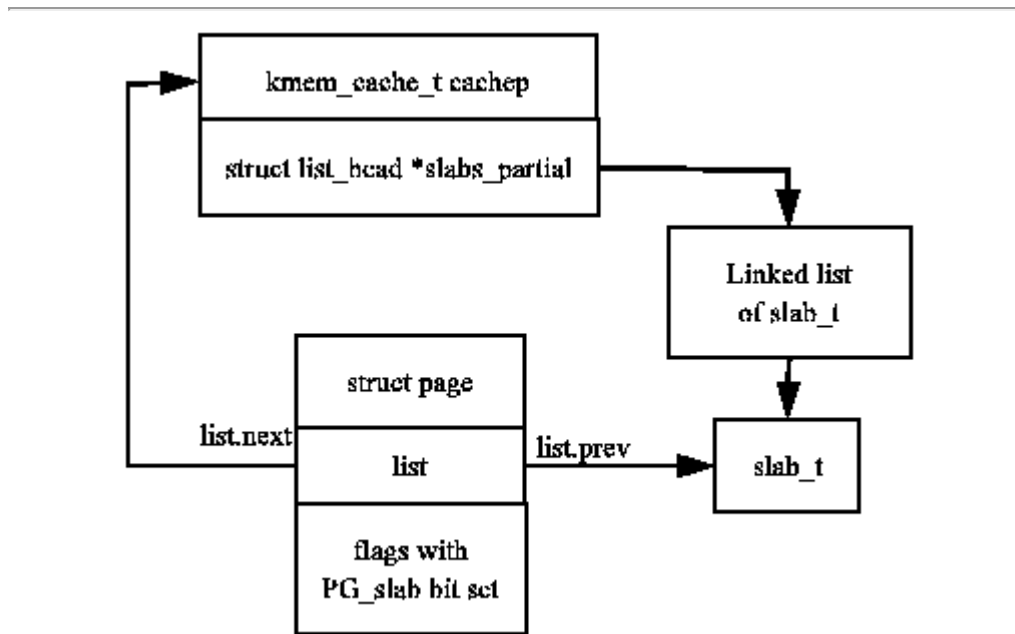 kmem_cache_t cachep
struct list_head *slabs_partial
Linked list
of slab_t
struct page
list.next
list
list.prev
slab_t
flags with
PG_slab bit set